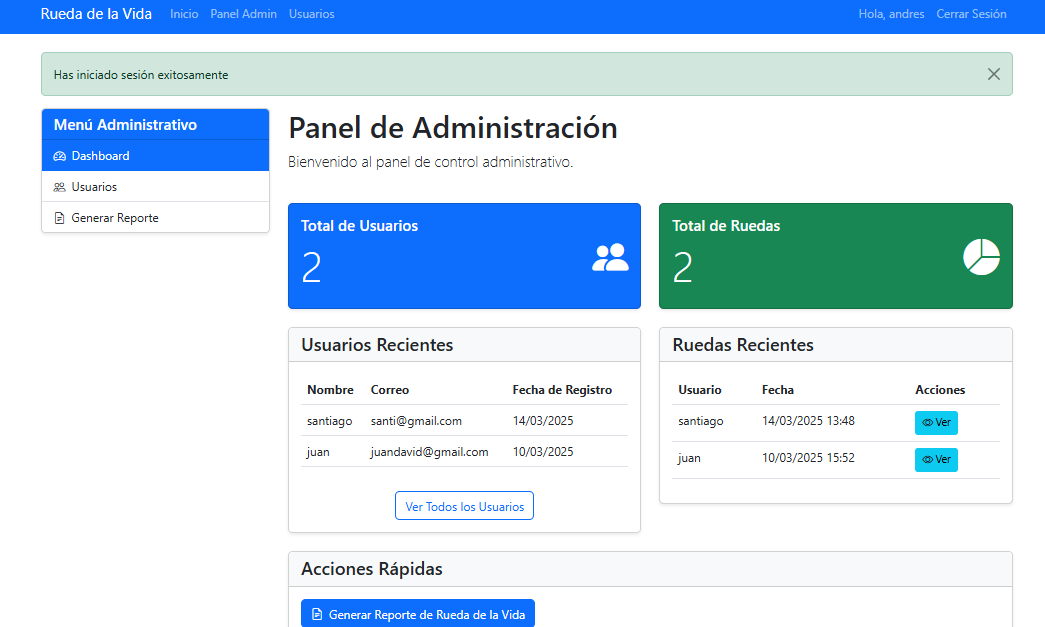 Rueda de la Vida Inicio Panel Admin Usuarios Hola, andres Cerrar Sesión
Has iniciado sesión exitosamente
Menú Administrativo
Dashboard
Usuarios
Generar Reporte
Panel de Administración
Bienvenido al panel de control administrativo.
Total de Usuarios
2
Total de Ruedas
2
Usuarios Recientes
Nombre Correo Fecha de Registro
santiago santi@gmail.com 14/03/2025
juan juandavid@gmail.com 10/03/2025
Ver Todos los Usuarios
Ruedas Recientes
Usuario Fecha Acciones
santiago 14/03/2025 13:48 Ver
juan 10/03/2025 15:52 Ver
Acciones Rápidas
Generar Reporte de Rueda de la Vida